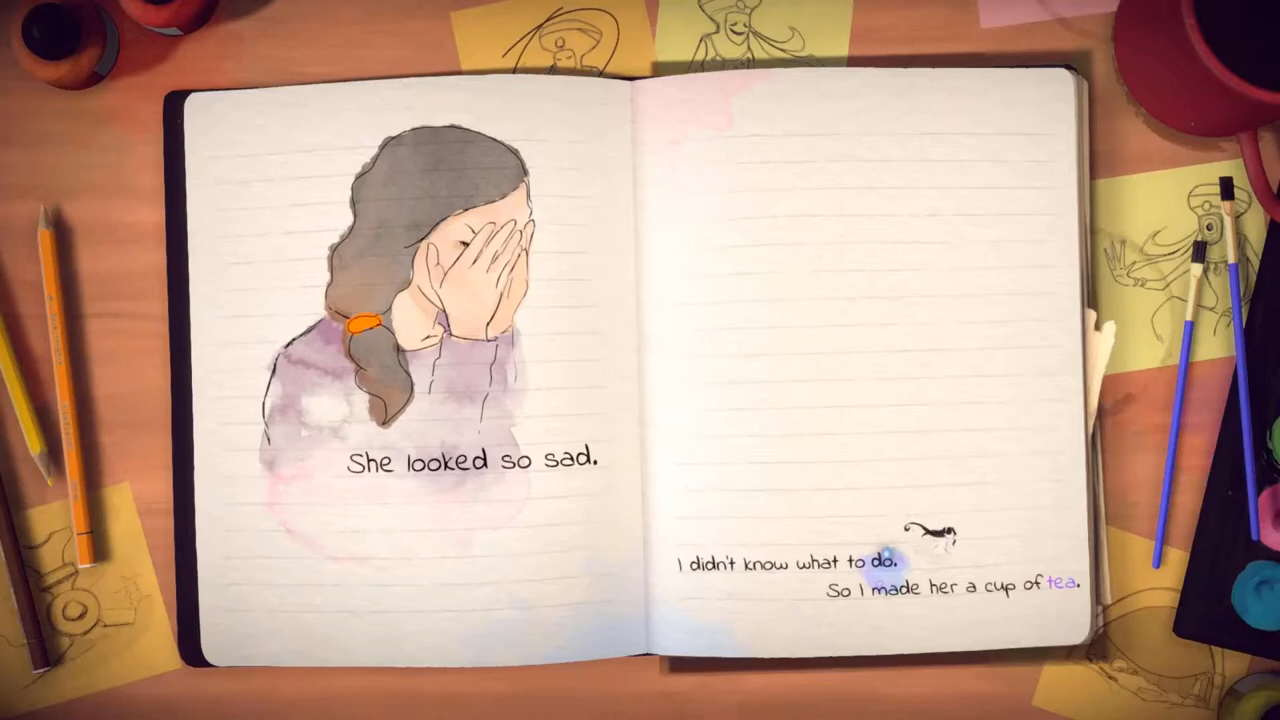 She looked so sad.
I didn't know what to do.
So I made her a cup of tea.